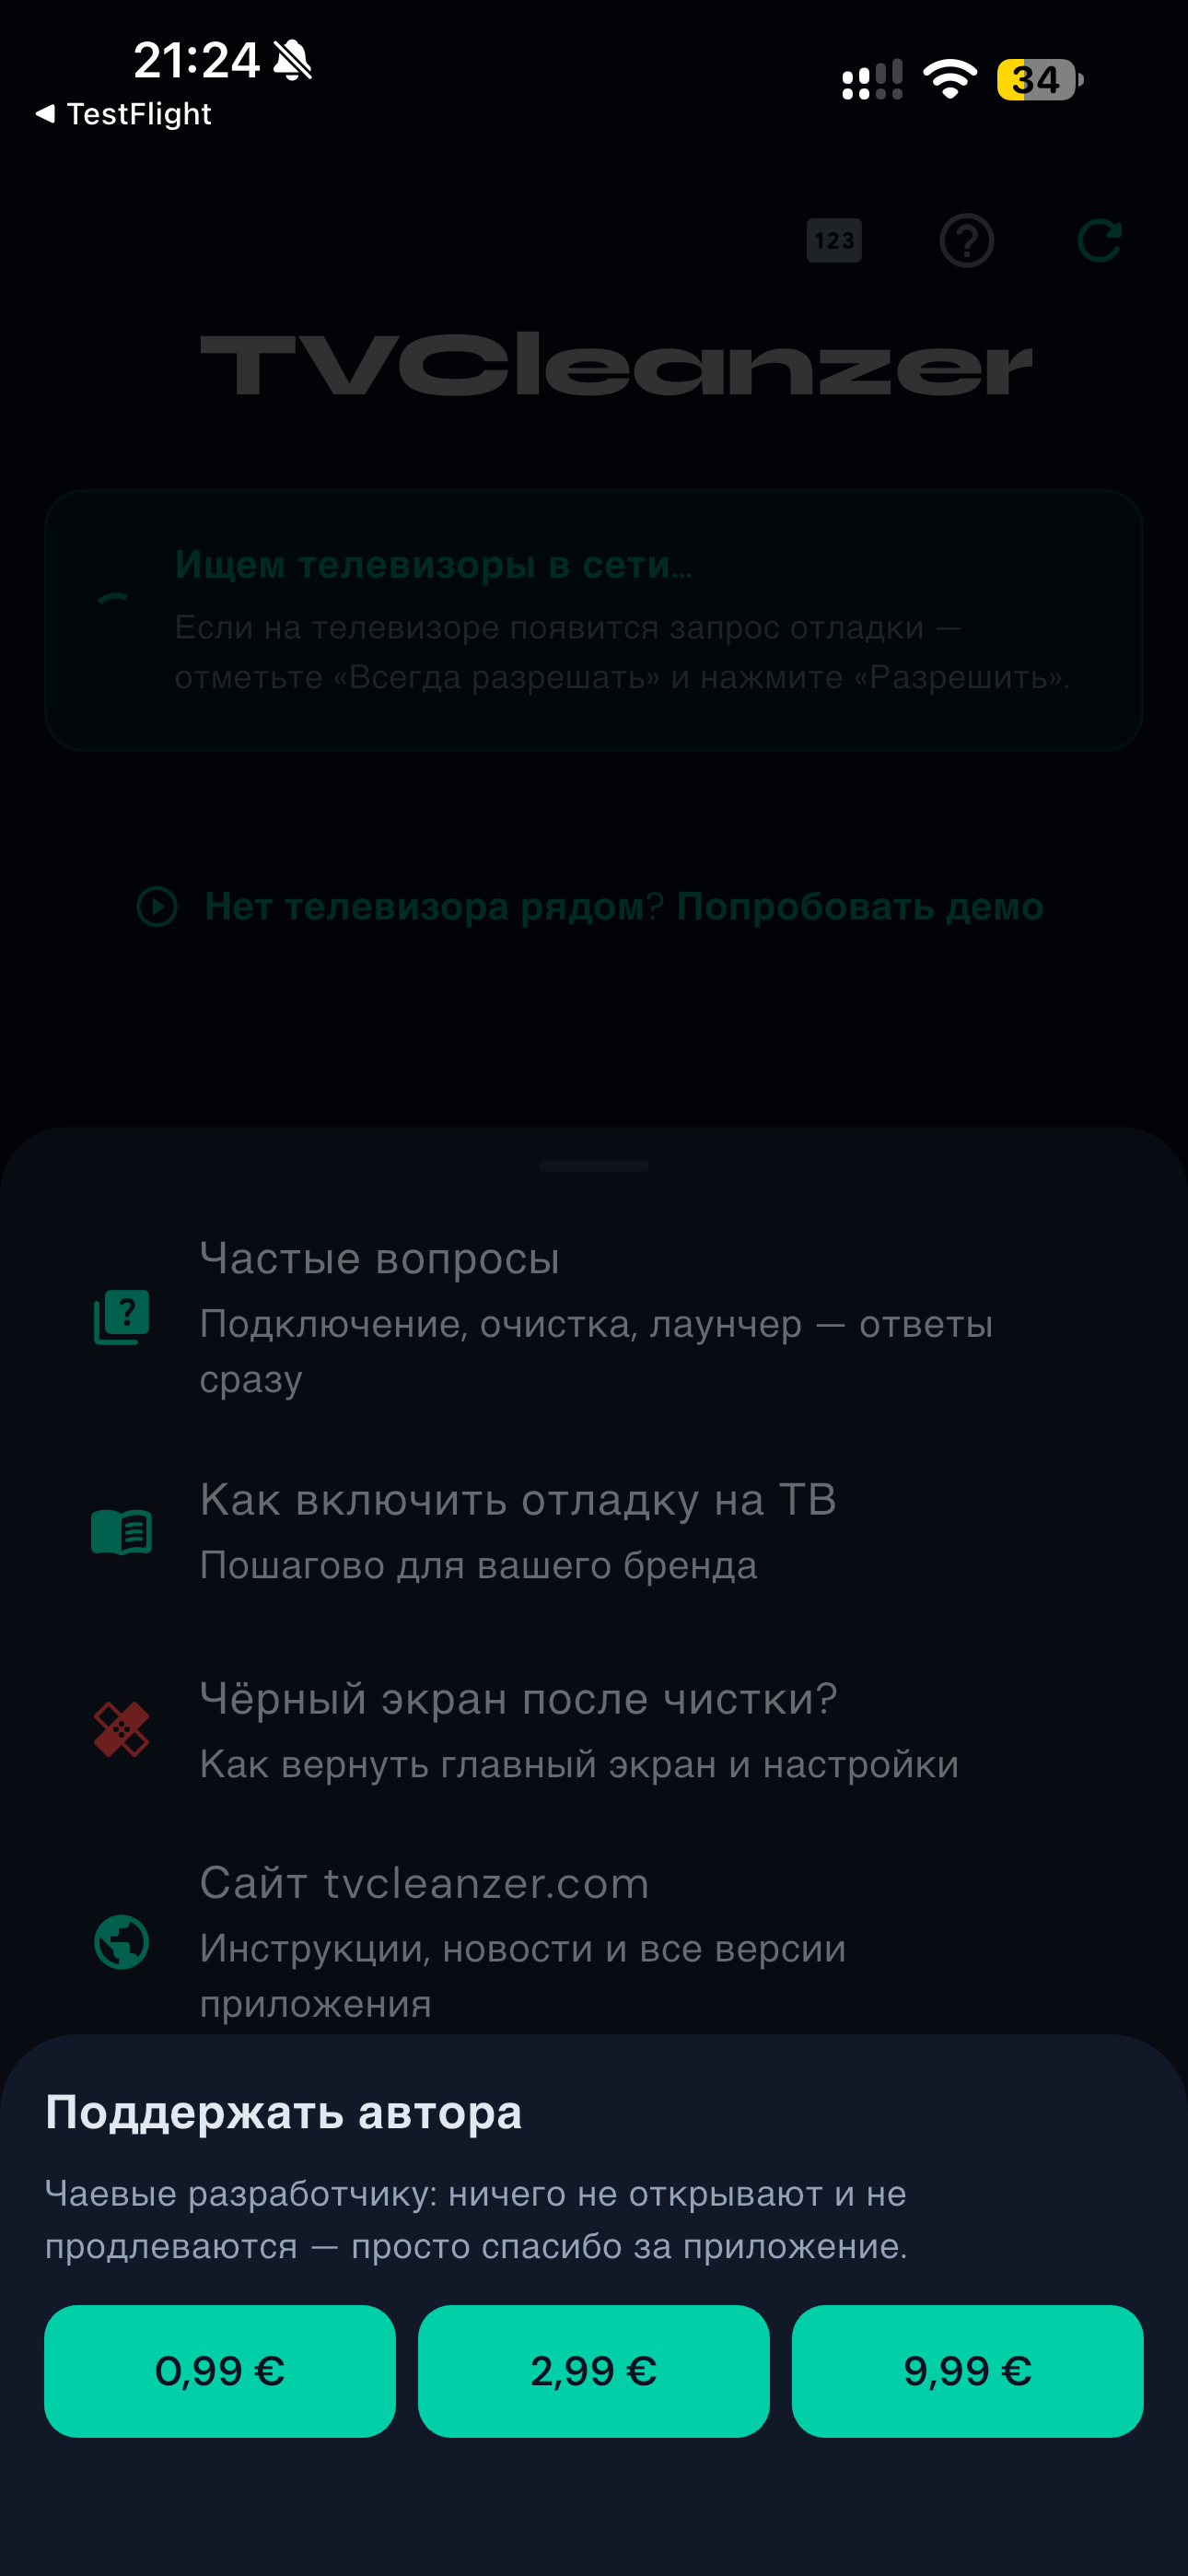 21:24
34
TestFlight
123
TVCleanzer
Ищем телевизоры в сети...
Если на телевизоре появится запрос отладки —
отметьте «Всегда разрешать» и нажмите «Разрешить».
Нет телевизора рядом? Попробовать демо
Частые вопросы
Подключение, очистка, лаунчер — ответы
сразу
Как включить отладку на ТВ
Пошагово для вашего бренда
Чёрный экран после чистки?
Как вернуть главный экран и настройки
Сайт tvcleanzer.com
Инструкции, новости и все версии
приложения
Поддержать автора
Чаевые разработчику: ничего не открывают и не
продлеваются — просто спасибо за приложение.
0,99 €
2,99 €
9,99 €